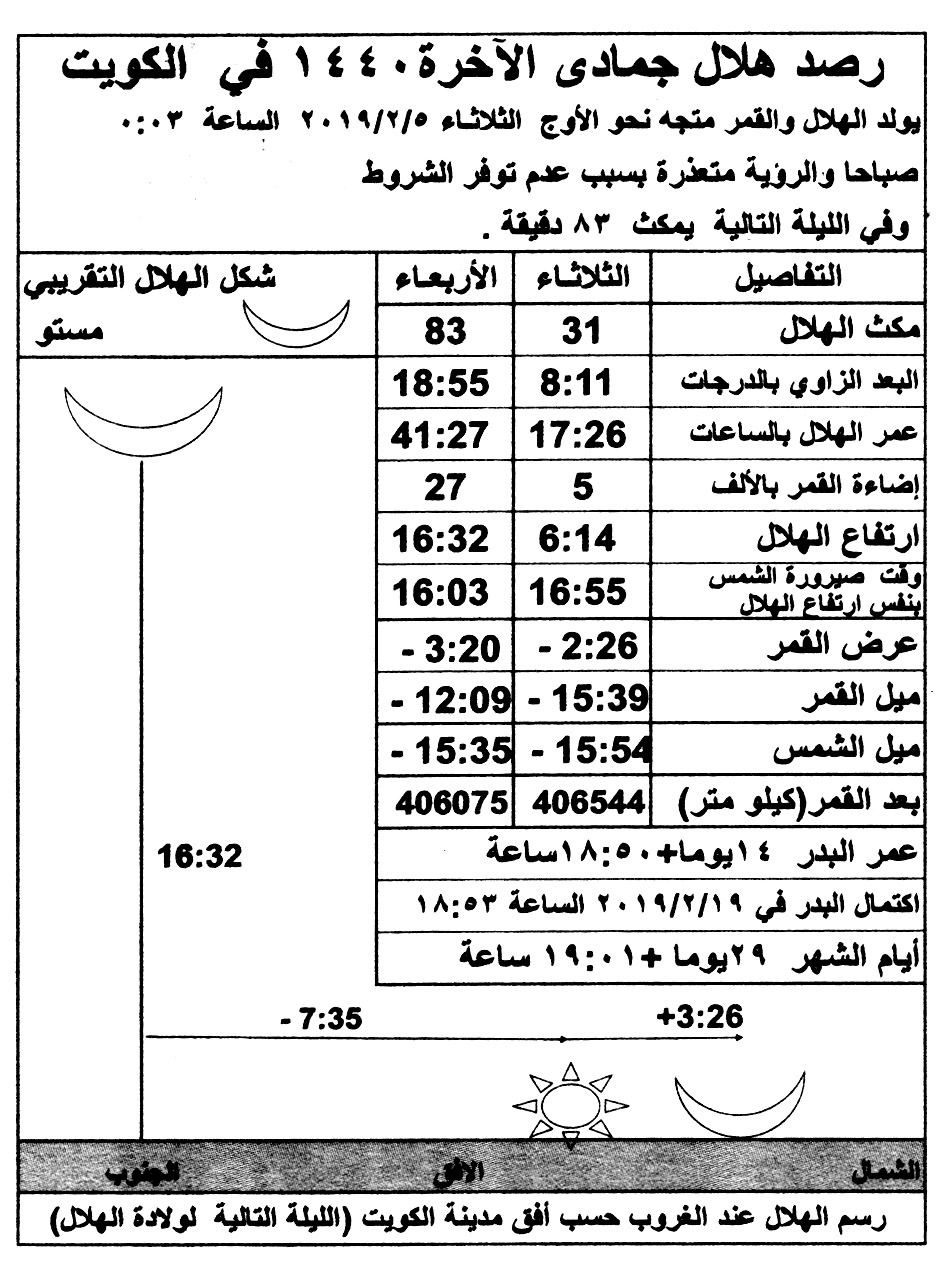 رصد هلال جمادى الآخرة ١٤٤٠ في الكويت
يولد الهلال والقمر متجه نحو الأوج الثلاثاء ٢٠١٩/٢/٥ الساعة ٠:٠٣
صباحا والرؤية متعذرة بسبب عدم توفر الشروط
وفي الليلة التالية يمكث ٨٣ دقيقة .
التفاصيل الثلاثاء الأربعاء شكل الهلال التقريبي
مكث الهلال 31 83 مستو
البعد الزاوي بالدرجات 8:11 18:55
عمر الهلال بالساعات 17:26 41:27
إضاءة القمر بالألف 5 27
ارتفاع الهلال 6:14 16:32
وقت صيرورة الشمس
بنفس ارتفاع الهلال 16:55 16:03
عرض القمر - 2:26 - 3:20
ميل القمر - 15:39 - 12:09
ميل الشمس - 15:54 - 15:35
بعد القمر(كيلو متر) 406544 406075
عمر البدر ١٤يوما+١٨:٥٠ساعة
16:32
اكتمال البدر في ٢٠١٩/٢/١٩ الساعة ١٨:٥٣
أيام الشهر ٢٩يوما +١٩:٠١ ساعة
+3:26 - 7:35
الشمال الافق الجنوب
رسم الهلال عند الغروب حسب أفق مدينة الكويت (الليلة التالية لولادة الهلال)